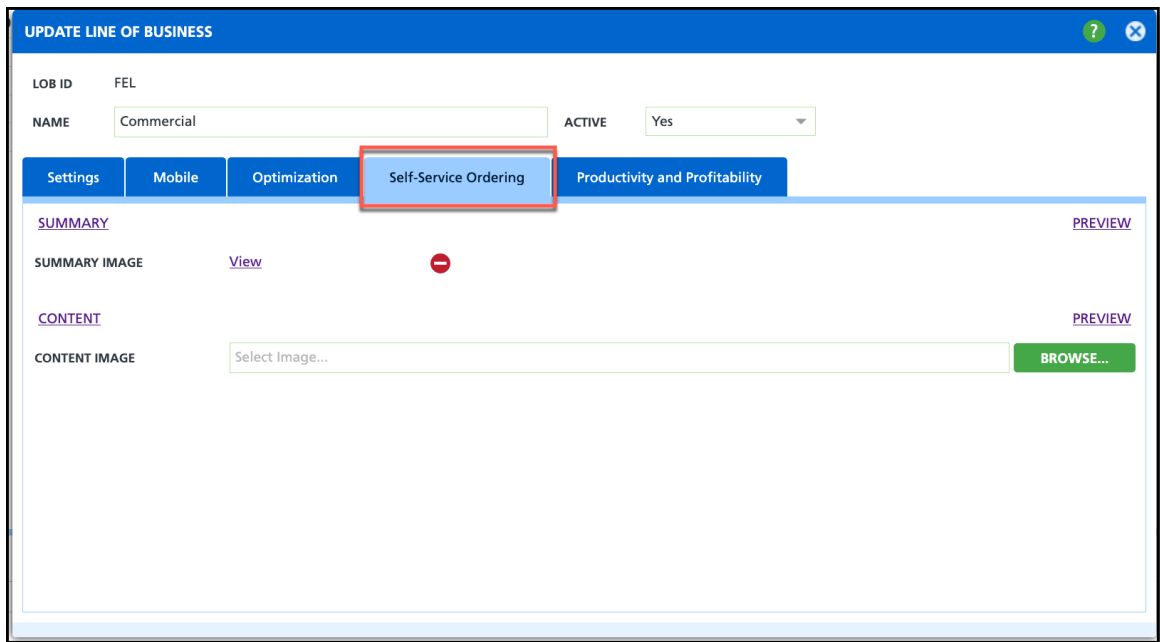 UPDATE LINE OF BUSINESS ?
LOB ID FEL
NAME Commercial ACTIVE Yes
Settings Mobile Optimization Self-Service Ordering Productivity and Profitability
SUMMARY PREVIEW
SUMMARY IMAGE View
CONTENT PREVIEW
CONTENT IMAGE Select Image... BROWSE...